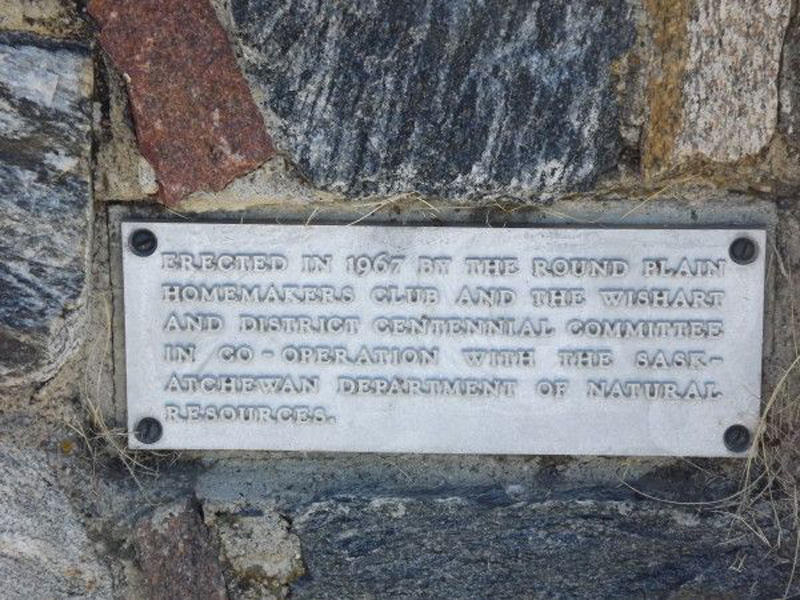 ERECTED IN 1967 BY THE ROUND PLAIN
HOMEMAKERS CLUB AND THE WISHART
AND DISTRICT CENTENNIAL COMMITTEE
IN CO-OPERATION WITH THE SASK-
ATCHEWAN DEPARTMENT OF NATURAL
RESOURCES.